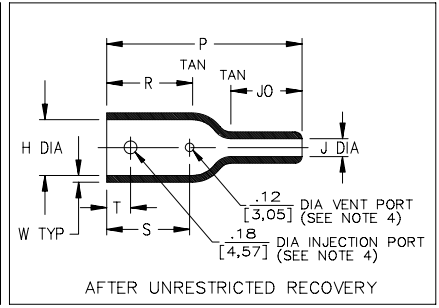 P
R
TAN
TAN
JO
H DIA
J DIA
.12
[3,05]
DIA VENT PORT
(SEE NOTE 4)
T
W TYP
S
.18
[4,57]
DIA INJECTION PORT
(SEE NOTE 4)
AFTER UNRESTRICTED RECOVERY